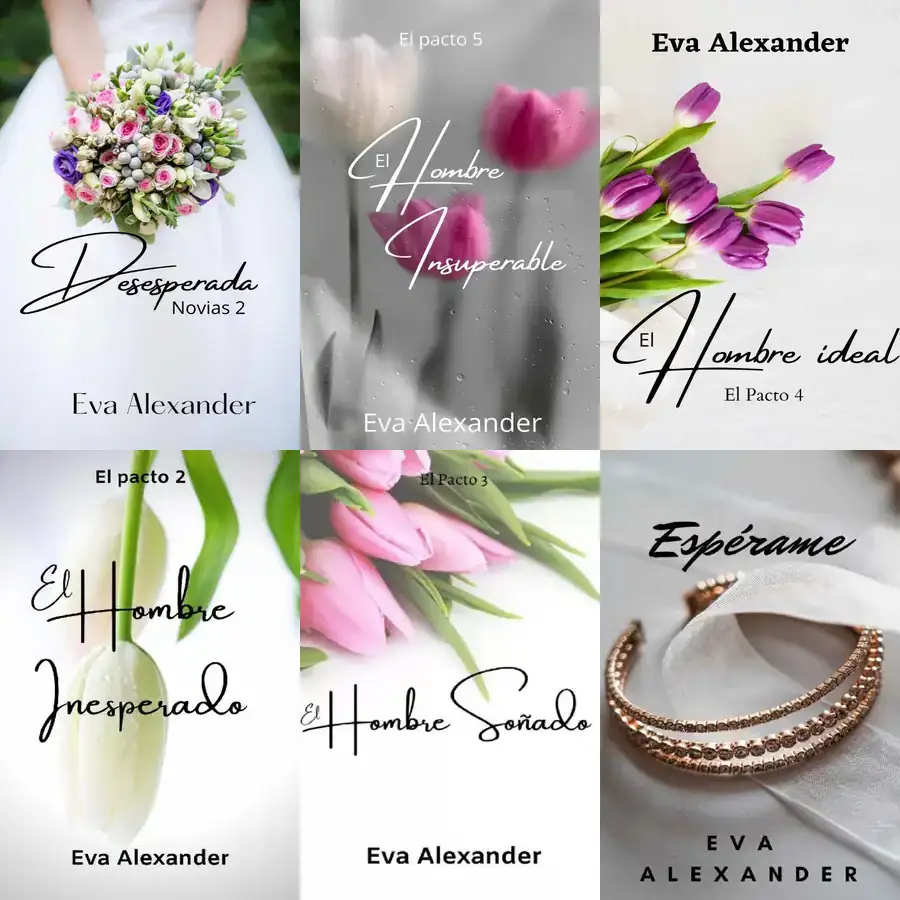 Desesperada
Novias 2
Eva Alexander
El pacto 5
El
Hombre
Insuperable
Eva Alexander
Eva Alexander
El
Hombre ideal
El Pacto 4
El pacto 2
El
Hombre
Inesperado
Eva Alexander
El Pacto 3
El Hombre Soñado
Eva Alexander
Espérame
EVA
ALEXANDER